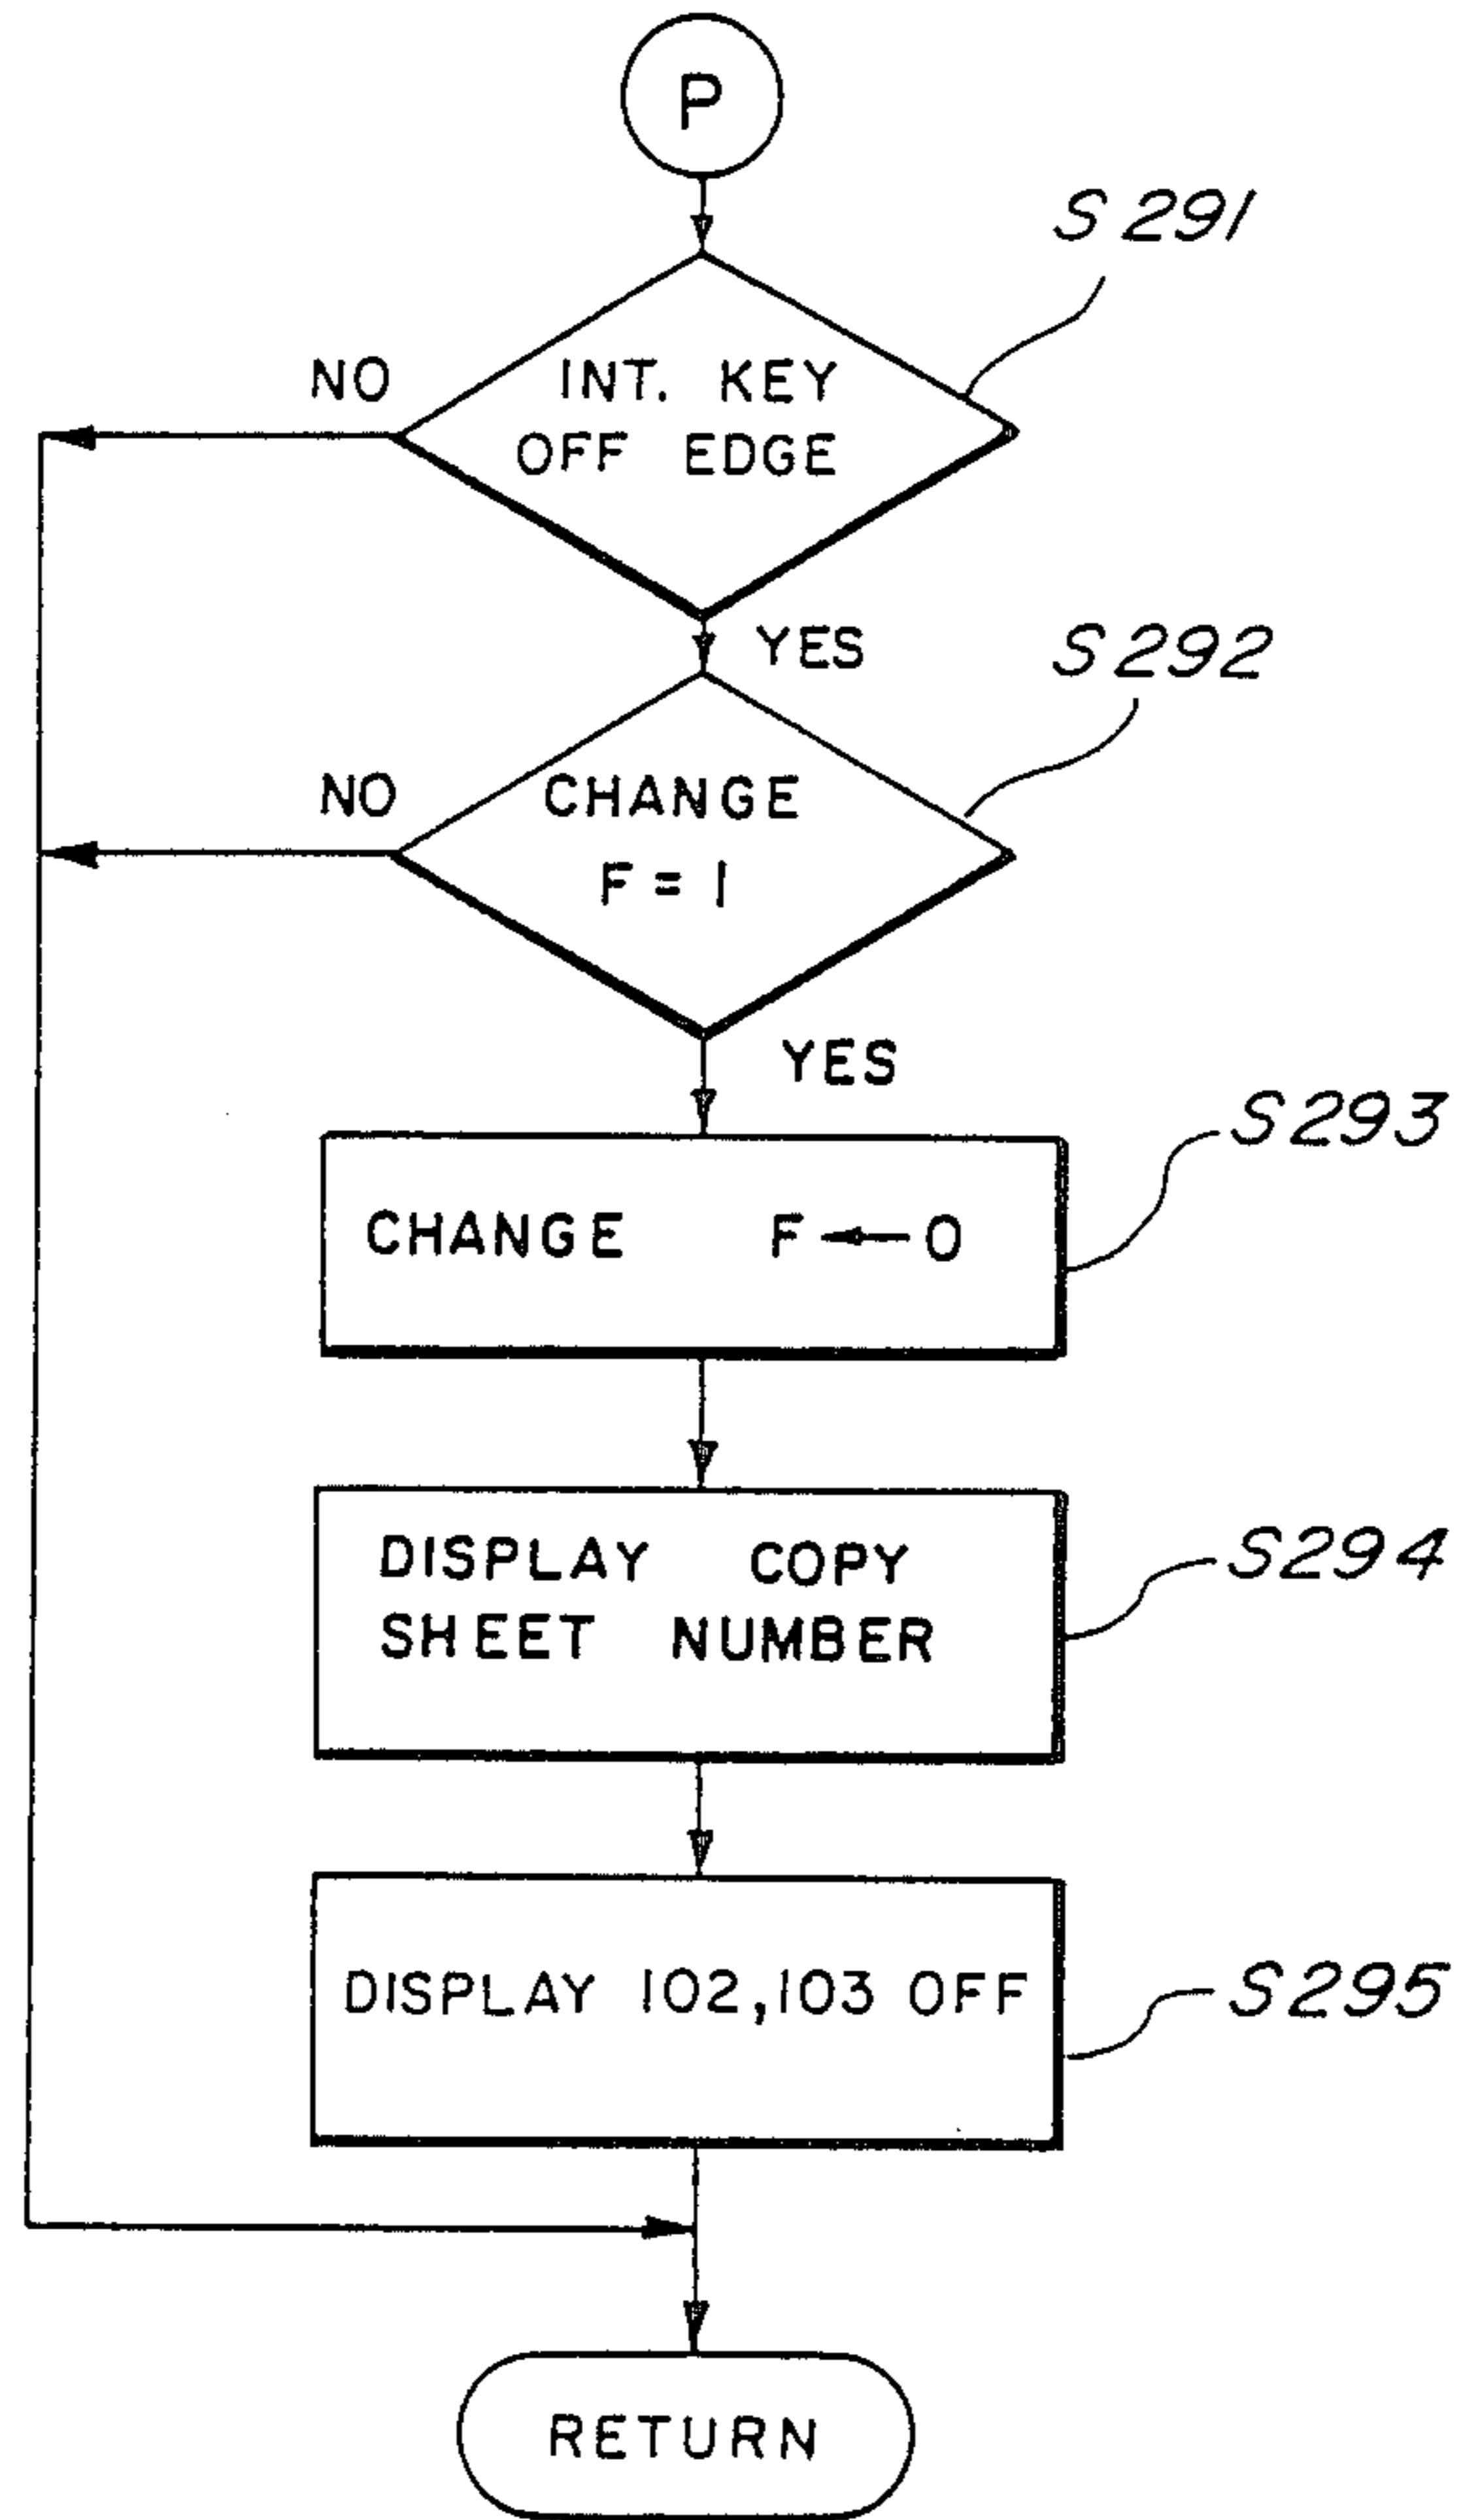 P
S291
NO
INT. KEY
OFF EDGE
YES
S292
NO
CHANGE
F = 1
YES
S293
CHANGE F ← 0
DISPLAY COPY
S294
SHEET NUMBER
DISPLAY 102, 103 OFF
S295
RETURN